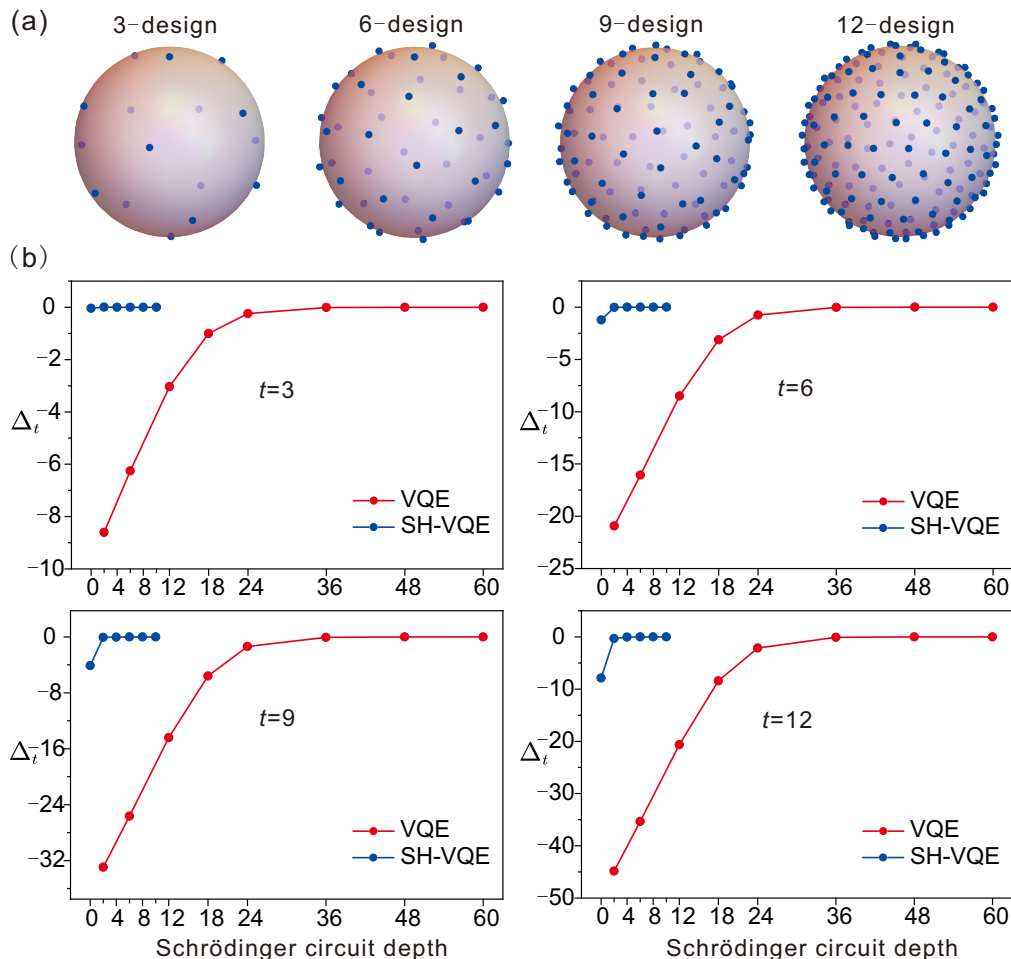 (a)
3-design 6-design 9-design 12-design
(b)
0 −2 −4 −6 −8 −10
Δt
t=3
VQE
SH-VQE
0 4 8 12 18 24 36 48 60
0 −5 −10 −15 −20 −25
Δt
t=6
VQE
SH-VQE
0 4 8 12 18 24 36 48 60
0 −8 −16 −24 −32
Δt
t=9
VQE
SH-VQE
0 4 8 12 18 24 36 48 60
Schrödinger circuit depth
0 −10 −20 −30 −40 −50
Δt
t=12
VQE
SH-VQE
0 4 8 12 18 24 36 48 60
Schrödinger circuit depth